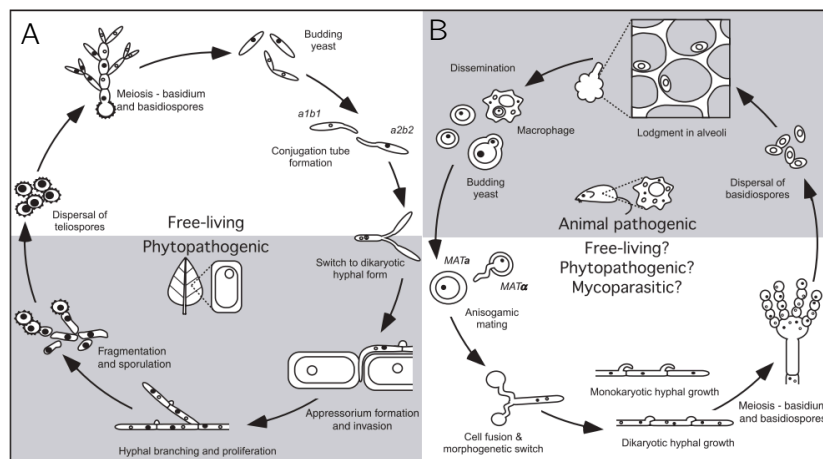 A
Meiosis - basidium
and basidiospores
Budding
yeast
a1b1
a2b2
Conjugation tube
formation
Dispersal of
teliospores
Free-living
Phytopathogenic
Switch to dikaryotic
hyphal form
Fragmentation
and sporulation
Appressorium formation
and invasion
Hyphal branching and proliferation
B
Dissemination
Macrophage
Lodgment in alveoli
Budding
yeast
Dispersal of
basidiospores
Animal pathogenic
Free-living?
Phytopathogenic?
Mycoparasitic?
MATa
MATα
Anisogamic
mating
Monokaryotic hyphal growth
Meiosis - basidium
and basidiospores
Cell fusion &
morphogenetic switch
Dikaryotic hyphal growth